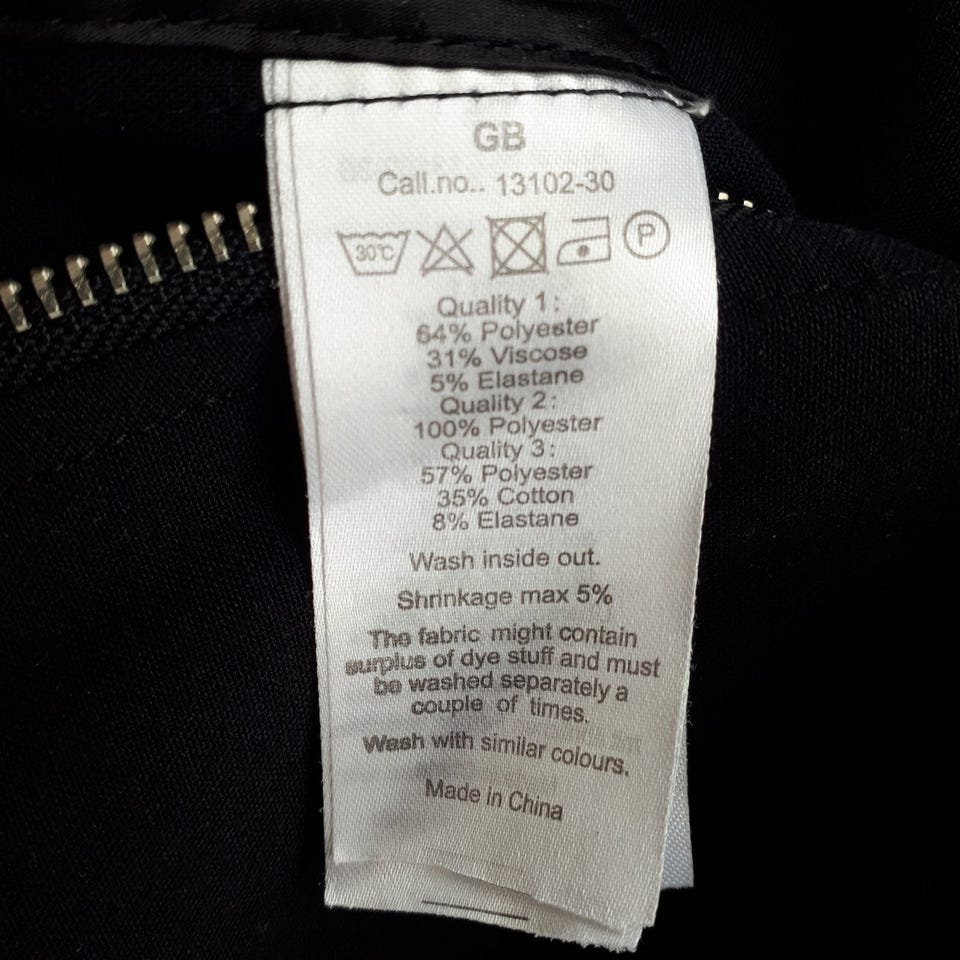 GB
Call.no.. 13102-30
30°C P
Quality 1:
64% Polyester
31% Viscose
5% Elastane
Quality 2:
100% Polyester
Quality 3:
57% Polyester
35% Cotton
8% Elastane
Wash inside out.
Shrinkage max 5%
The fabric might contain
surplus of dye stuff and must
be washed separately a
couple of times.
Wash with similar colours.
Made in China